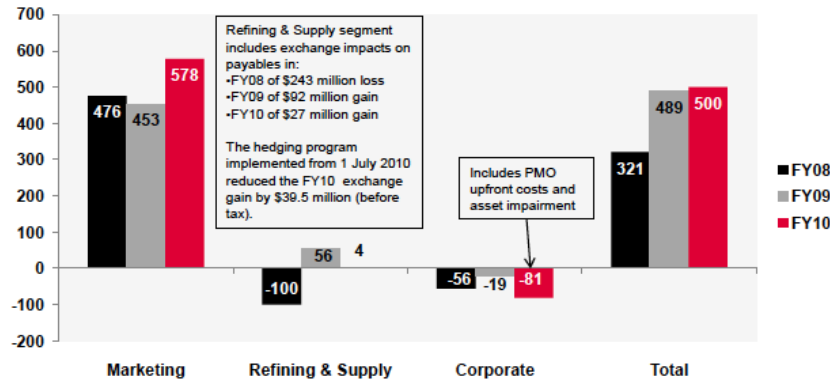 700
600
500
400
300
200
100
0
-100
-200
476
453
578
Refining & Supply segment
includes exchange impacts on
payables in:
•FY08 of $243 million loss
•FY09 of $92 million gain
•FY10 of $27 million gain
The hedging program
implemented from 1 July 2010
reduced the FY10 exchange
gain by $39.5 million (before
tax).
-100
56
4
Includes PMO
upfront costs and
asset impairment
-56
-19
-81
321
489
500
FY08
FY09
FY10
Marketing
Refining & Supply
Corporate
Total